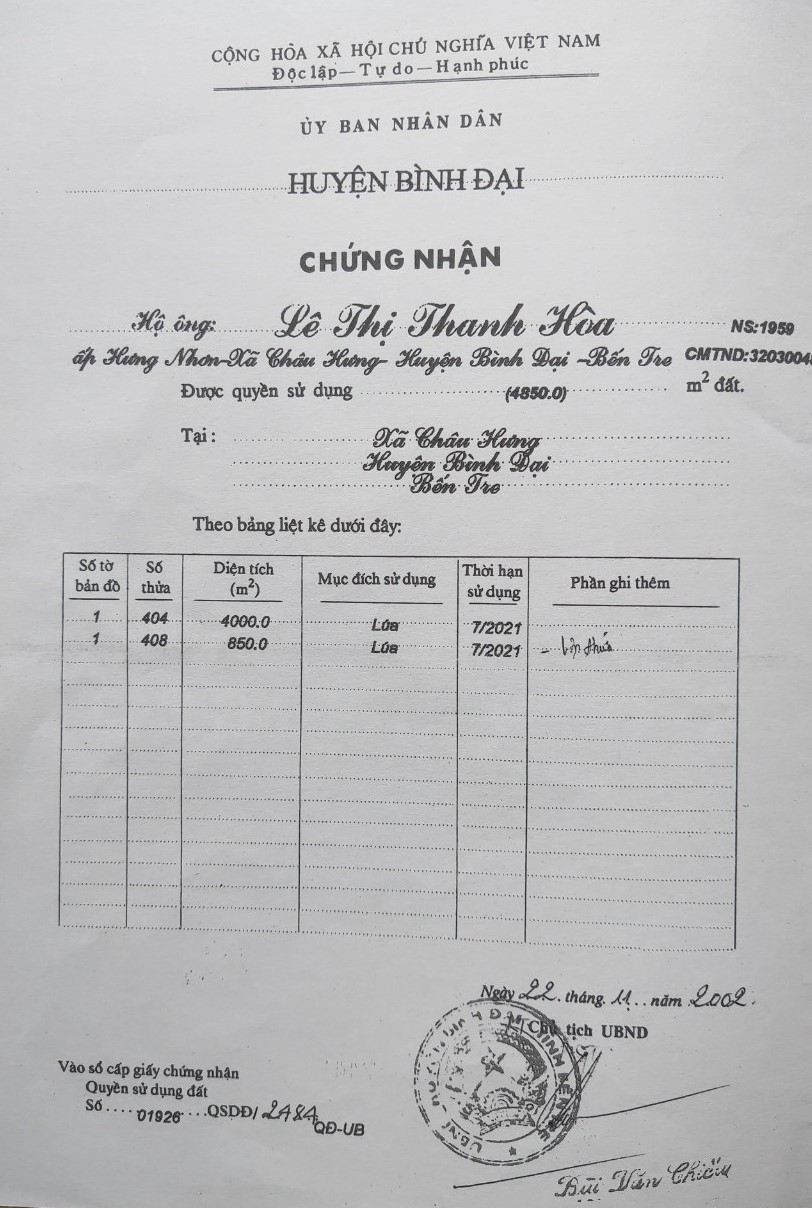 CỘNG HÒA XÃ HỘI CHỦ NGHĨA VIỆT NAM
Độc lập — Tự do — Hạnh phúc
ỦY BAN NHÂN DÂN
HUYỆN BÌNH ĐẠI
CHỨNG NHẬN
Hộ ông: Lê Thị Thanh Hòa NS:1959
ấp Hưng Nhơn-Xã Châu Hưng- Huyện Bình Đại -Bến Tre CMTND:3203004
Được quyền sử dụng (4850.0) m² đất.
Tại: Xã Châu Hưng
Huyện Bình Đại
Bến Tre
Theo bảng liệt kê dưới đây:
Số tờ bản đồ Số thửa Diện tích (m²) Mục đích sử dụng Thời hạn sử dụng Phần ghi thêm
1 404 4000.0 Lúa 7/2021
1 408 850.0 Lúa 7/2021
Ngày 22 tháng 11 năm 2002.
Chủ tịch UBND
Vào sổ cấp giấy chứng nhận
Quyền sử dụng đất
Số 01926 QSDĐ/ 2484 QĐ-UB
Bùi Văn Chiếu